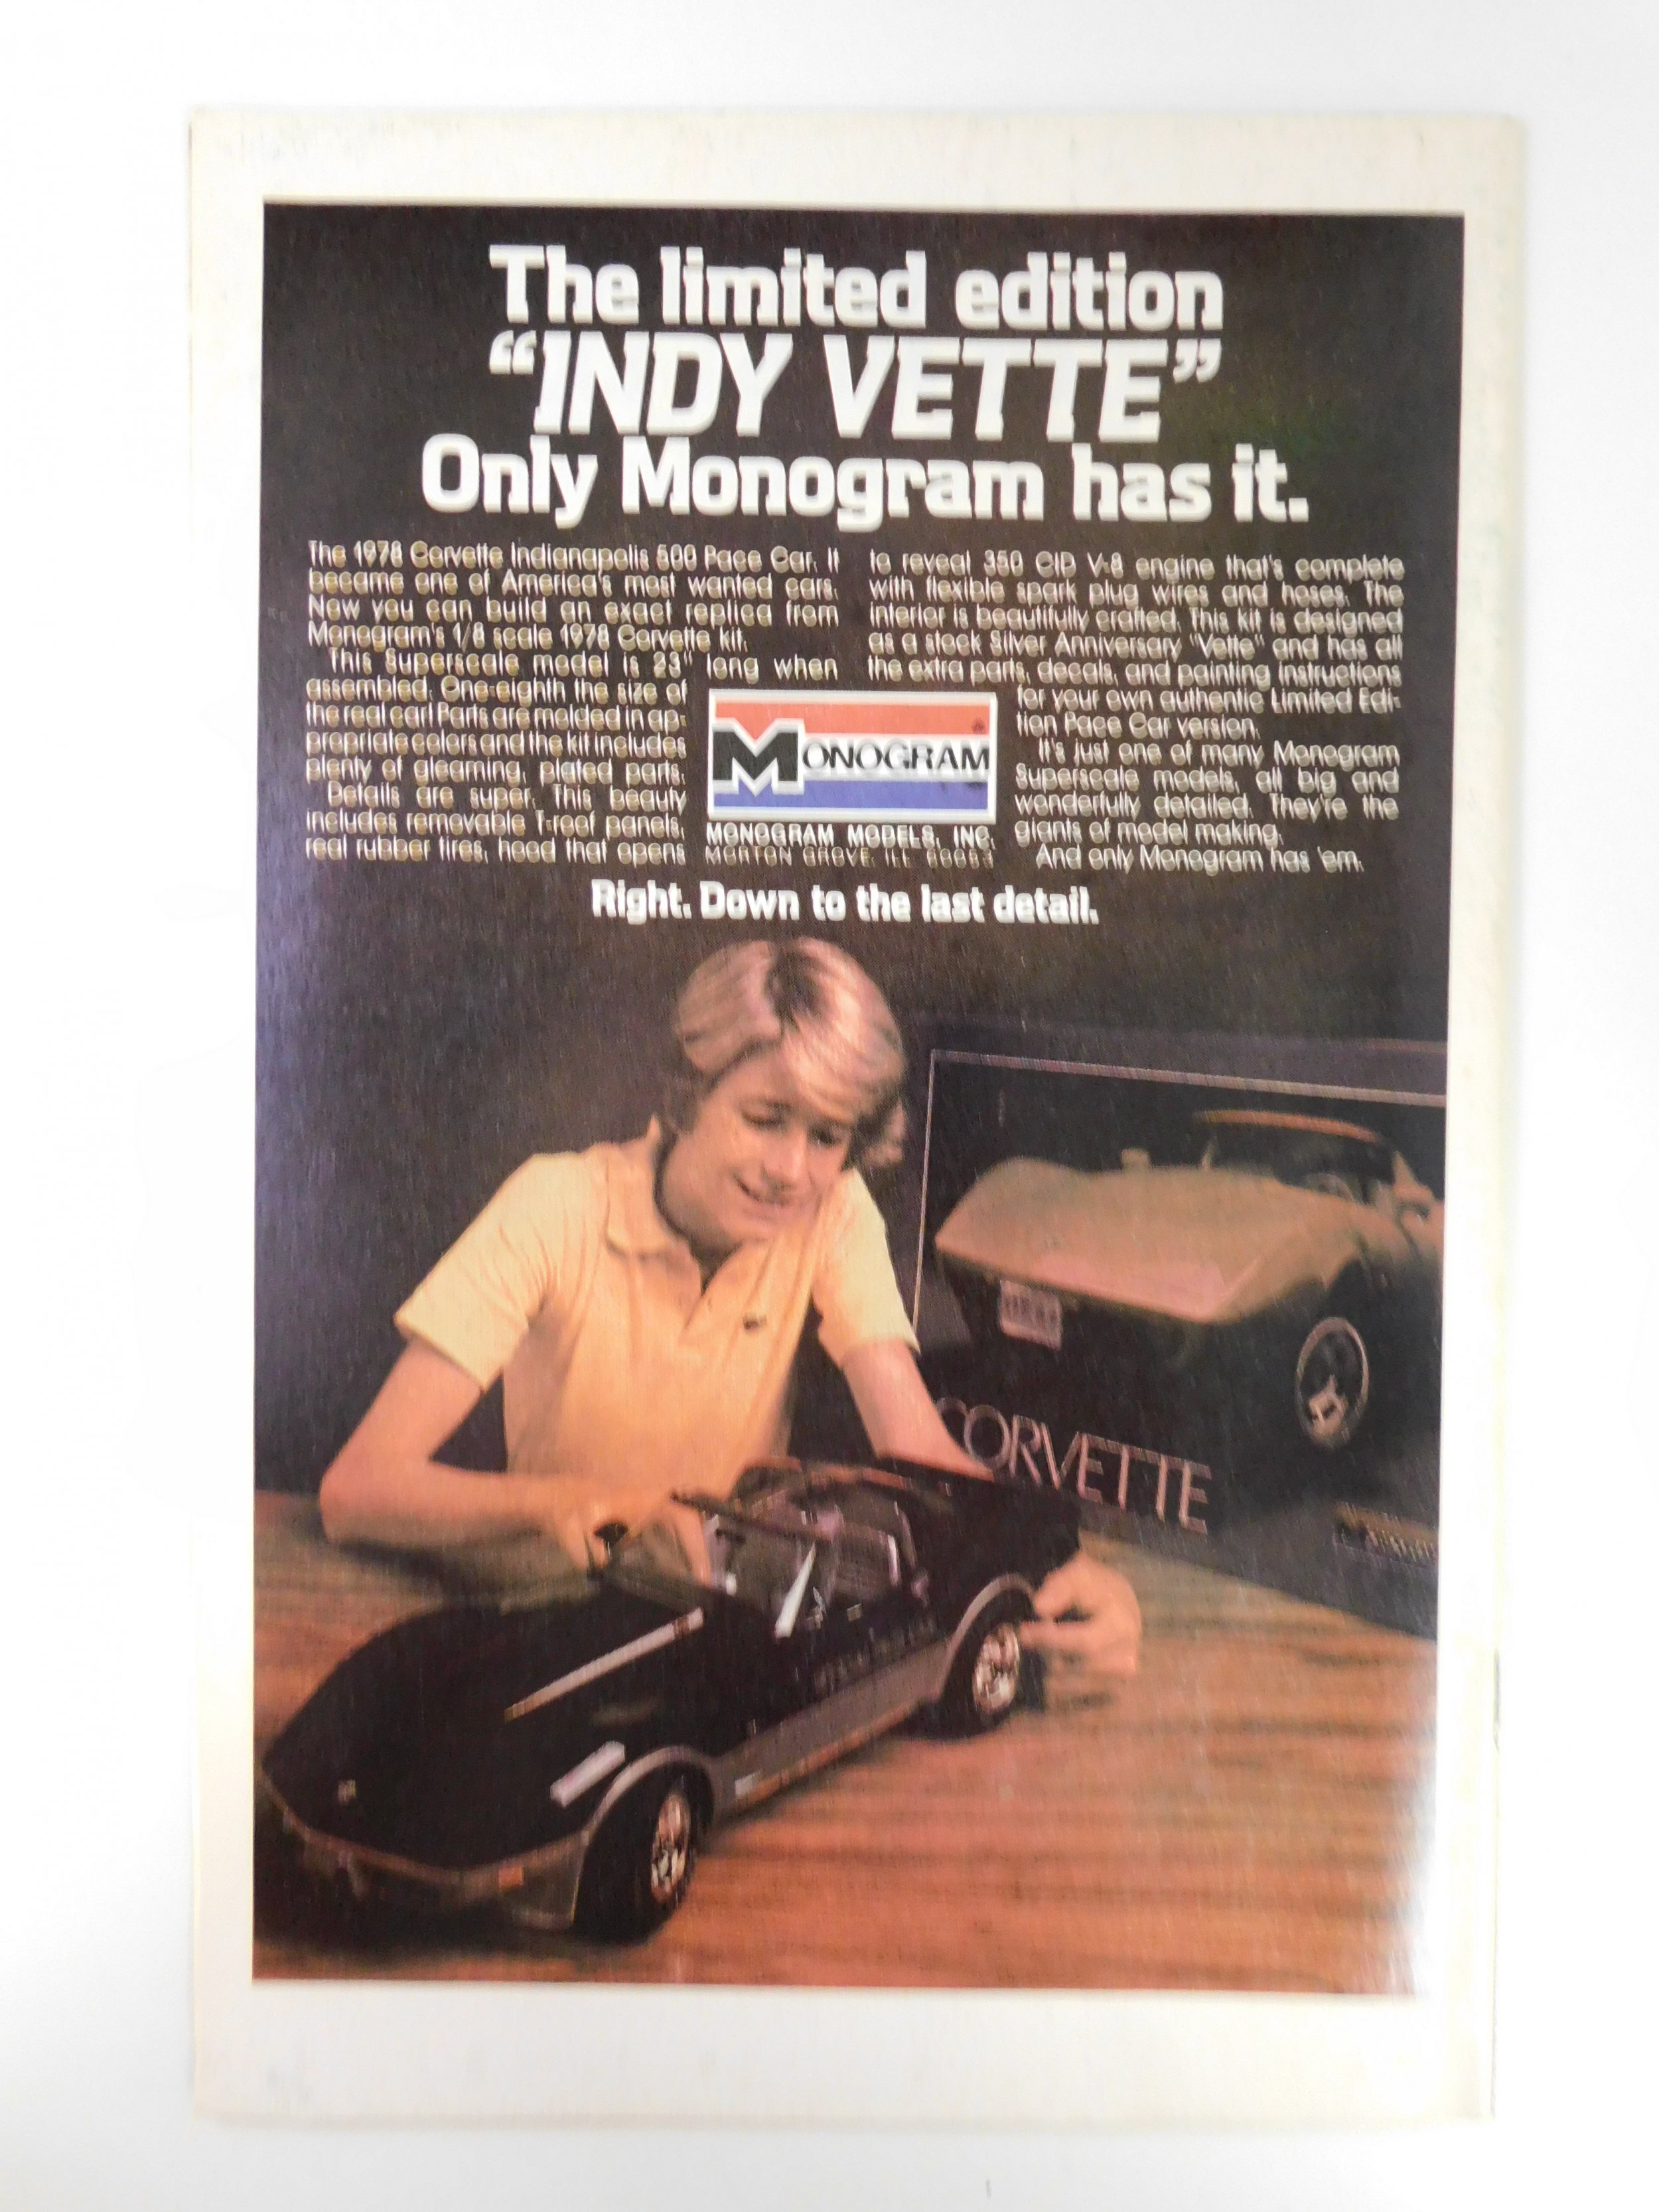 The limited edition
“INDY VETTE”
Only Monogram has it.
The 1978 Corvette Indianapolis 500 Pace Car. It
became one of America's most wanted cars.
Now you can build an exact replica from
Monogram's 1/8 scale 1978 Corvette kit.
This Superscale model is 23" long when
assembled. One-eighth the size of
the real car! Parts are molded in ap-
propriate colors and the kit includes
plenty of gleaming, plated parts.
Details are super. This beauty
includes removable T-roof panels,
real rubber tires, hood that opens
to reveal 350 CID V-8 engine that's complete
with flexible spark plug wires and hoses. The
interior is beautifully crafted. This kit is designed
as a stock Silver Anniversary "Vette" and has all
the extra parts, decals, and painting instructions
for your own authentic Limited Edi-
tion Pace Car version.
It's just one of many Monogram
Superscale models, all big and
wonderfully detailed. They're the
giants of model making.
And only Monogram has 'em.
MONOGRAM
®
MONOGRAM MODELS, INC.
MORTON GROVE, ILL. 60053
Right. Down to the last detail.
CORVETTE